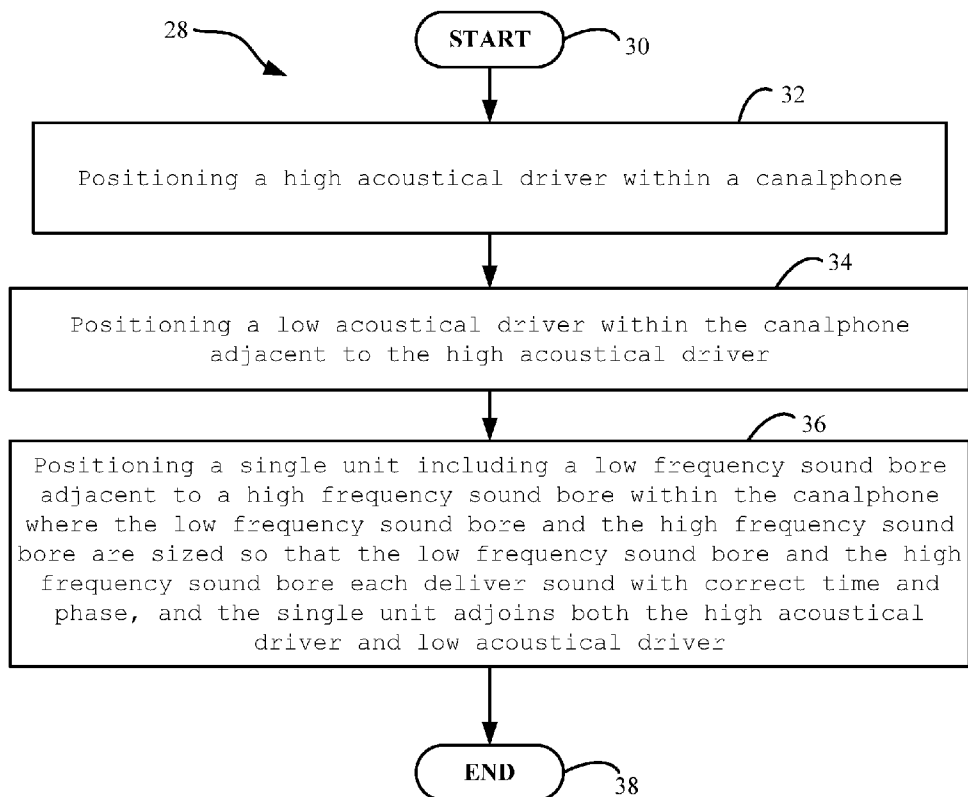 28
START
30
32
Positioning a high acoustical driver within a canalphone
34
Positioning a low acoustical driver within the canalphone
adjacent to the high acoustical driver
36
Positioning a single unit including a low frequency sound bore
adjacent to a high frequency sound bore within the canalphone
where the low frequency sound bore and the high frequency sound
bore are sized so that the low frequency sound bore and the high
frequency sound bore each deliver sound with correct time and
phase, and the single unit adjoins both the high acoustical
driver and low acoustical driver
END
38